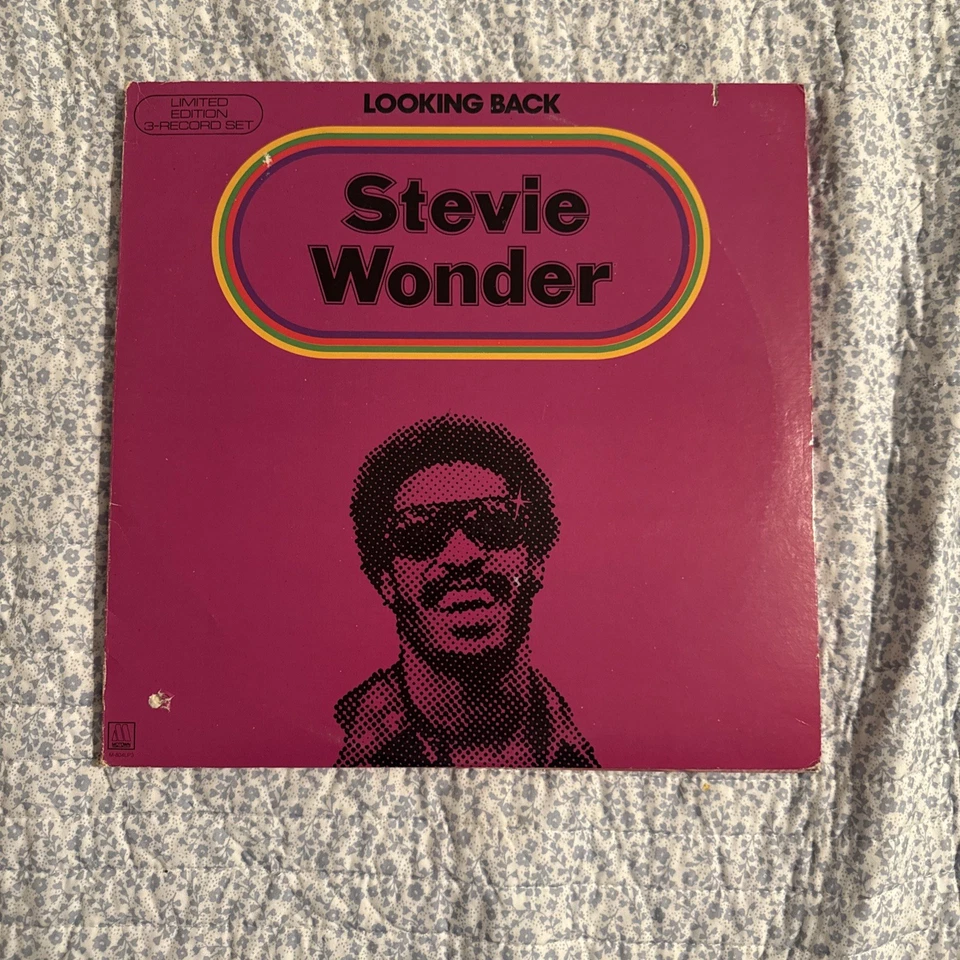 LIMITED
EDITION
3-RECORD SET
LOOKING BACK
Stevie
Wonder